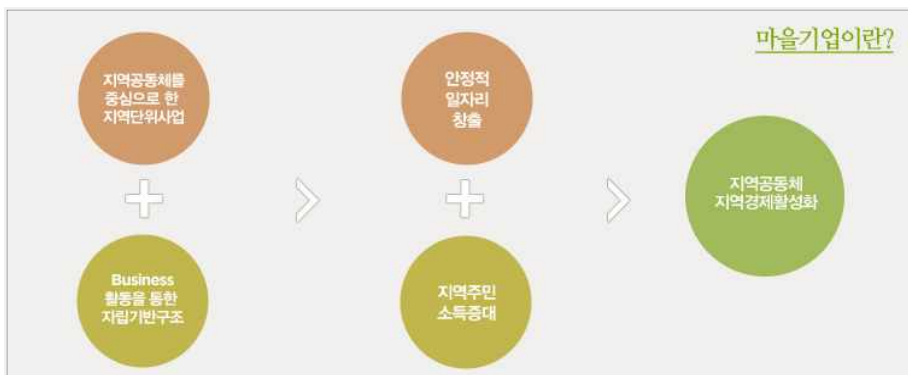 마을기업이란?
지역공동체를
중심으로 한
지역단위사업
+
Business
활동을 통한
자립기반구조
>
안정적
일자리
창출
+
지역주민
소득증대
>
지역공동체
지역경제활성화